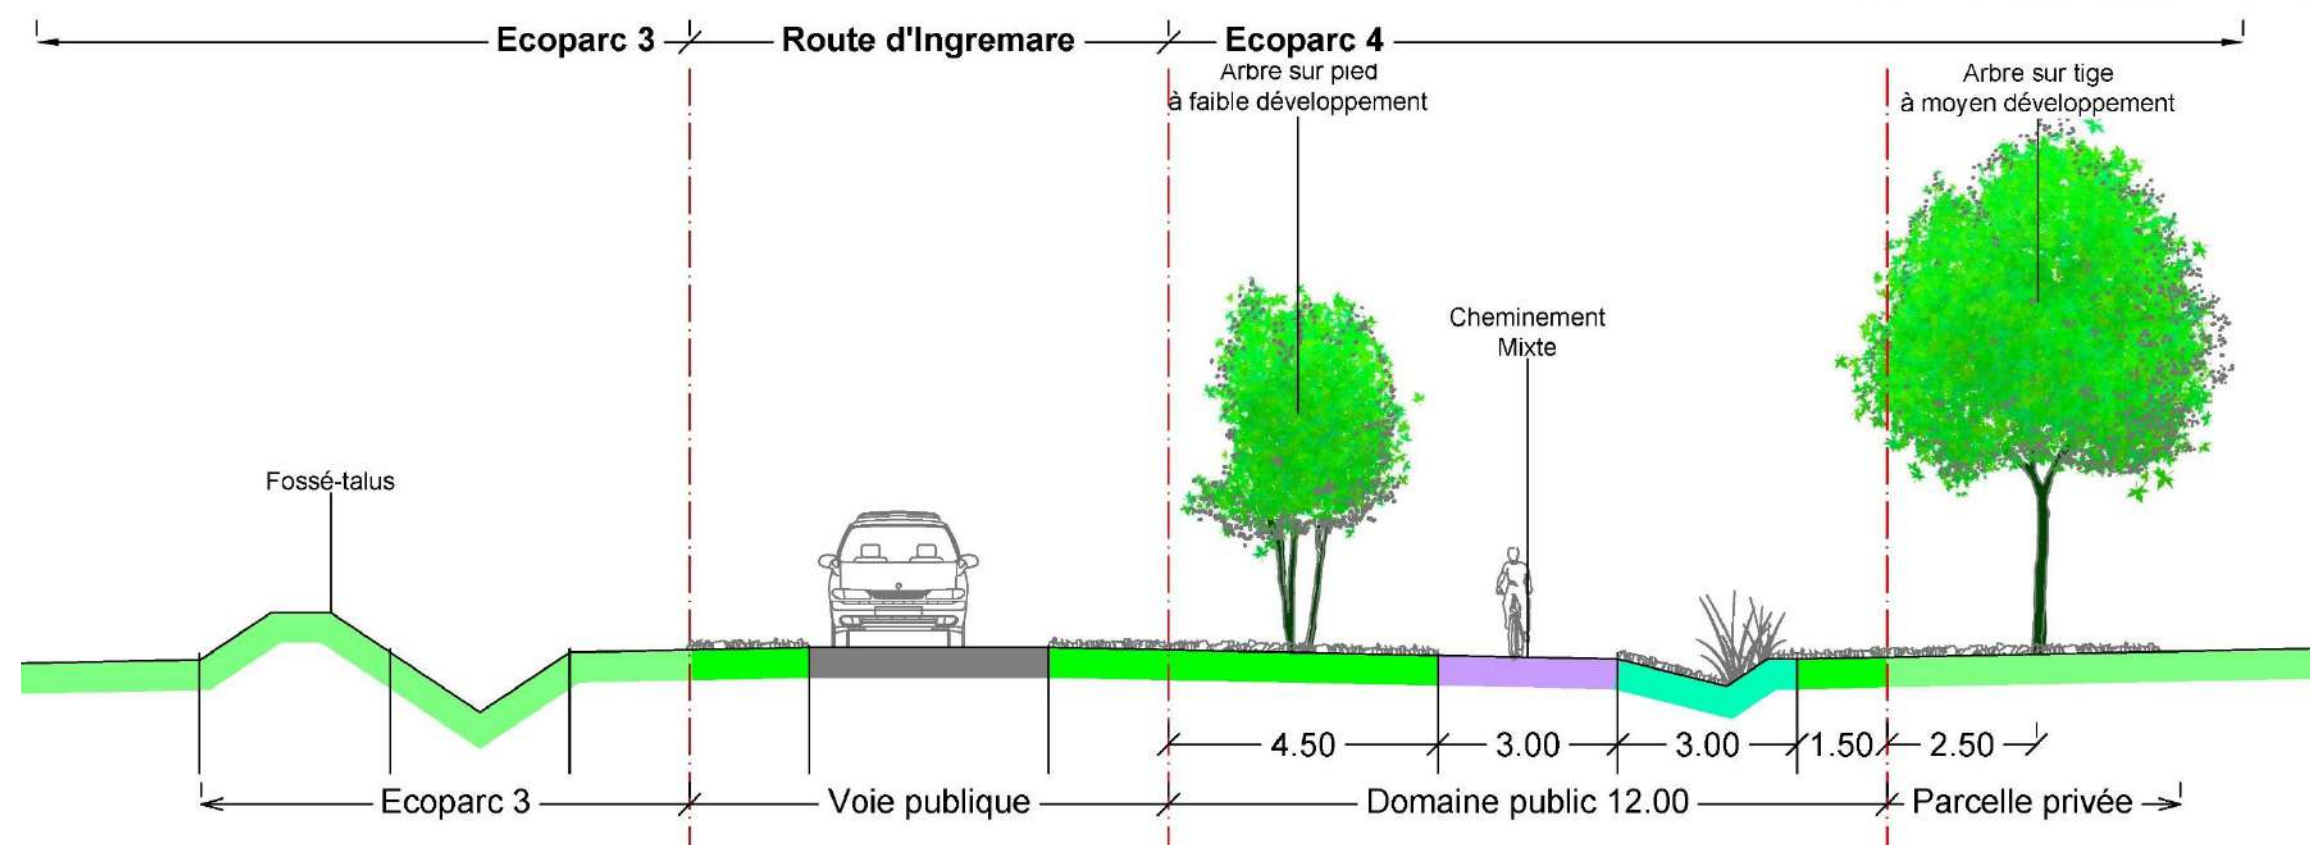 Ecoparc 3
Route d'Ingremare
Ecoparc 4
Arbre sur pied
à faible développement
Arbre sur tige
à moyen développement
Cheminement
Mixte
Fossé-talus
4.50
3.00
3.00
1.50
2.50
Ecoparc 3
Voie publique
Domaine public 12.00
Parcelle privée